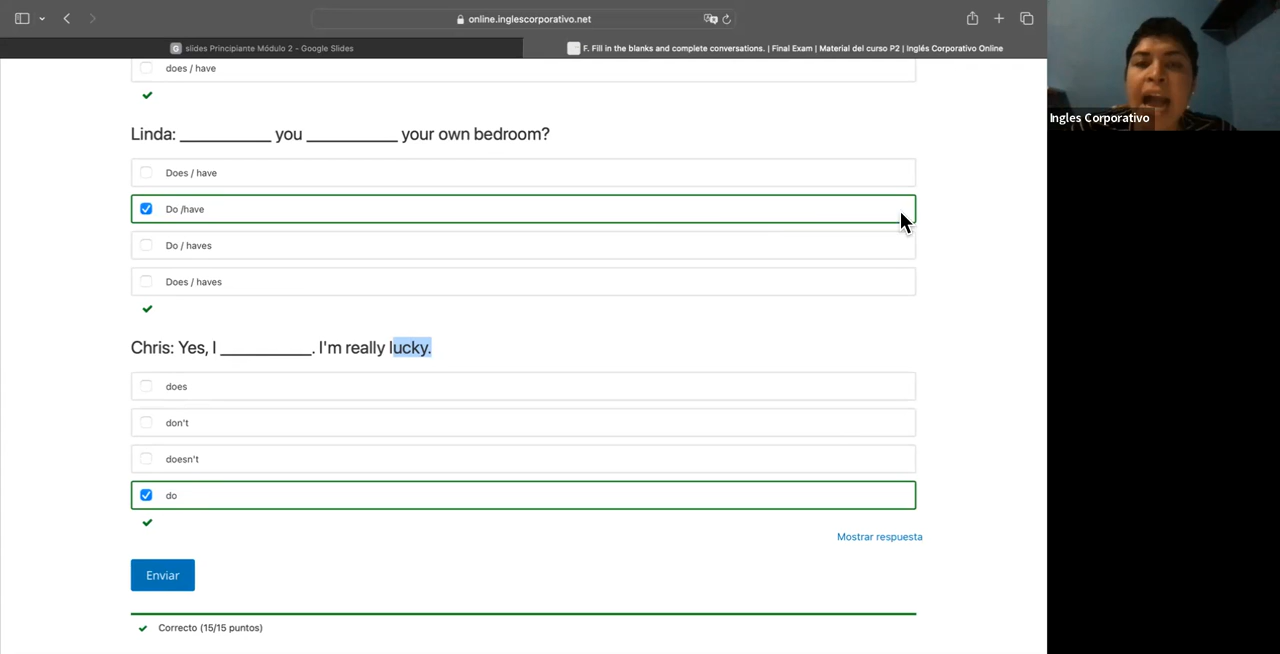 online.inglescorporativo.net
G slides Principiante Módulo 2 - Google Slides
F. Fill in the blanks and complete conversations. | Final Exam | Material del curso P2 | Inglés Corporativo Online
does / have
Linda: ___________ you ___________ your own bedroom?
Does / have
Do /have
Do / haves
Does / haves
Chris: Yes, I ___________. I'm really lucky.
does
don't
doesn't
do
Mostrar respuesta
Enviar
Correcto (15/15 puntos)
Ingles Corporativo